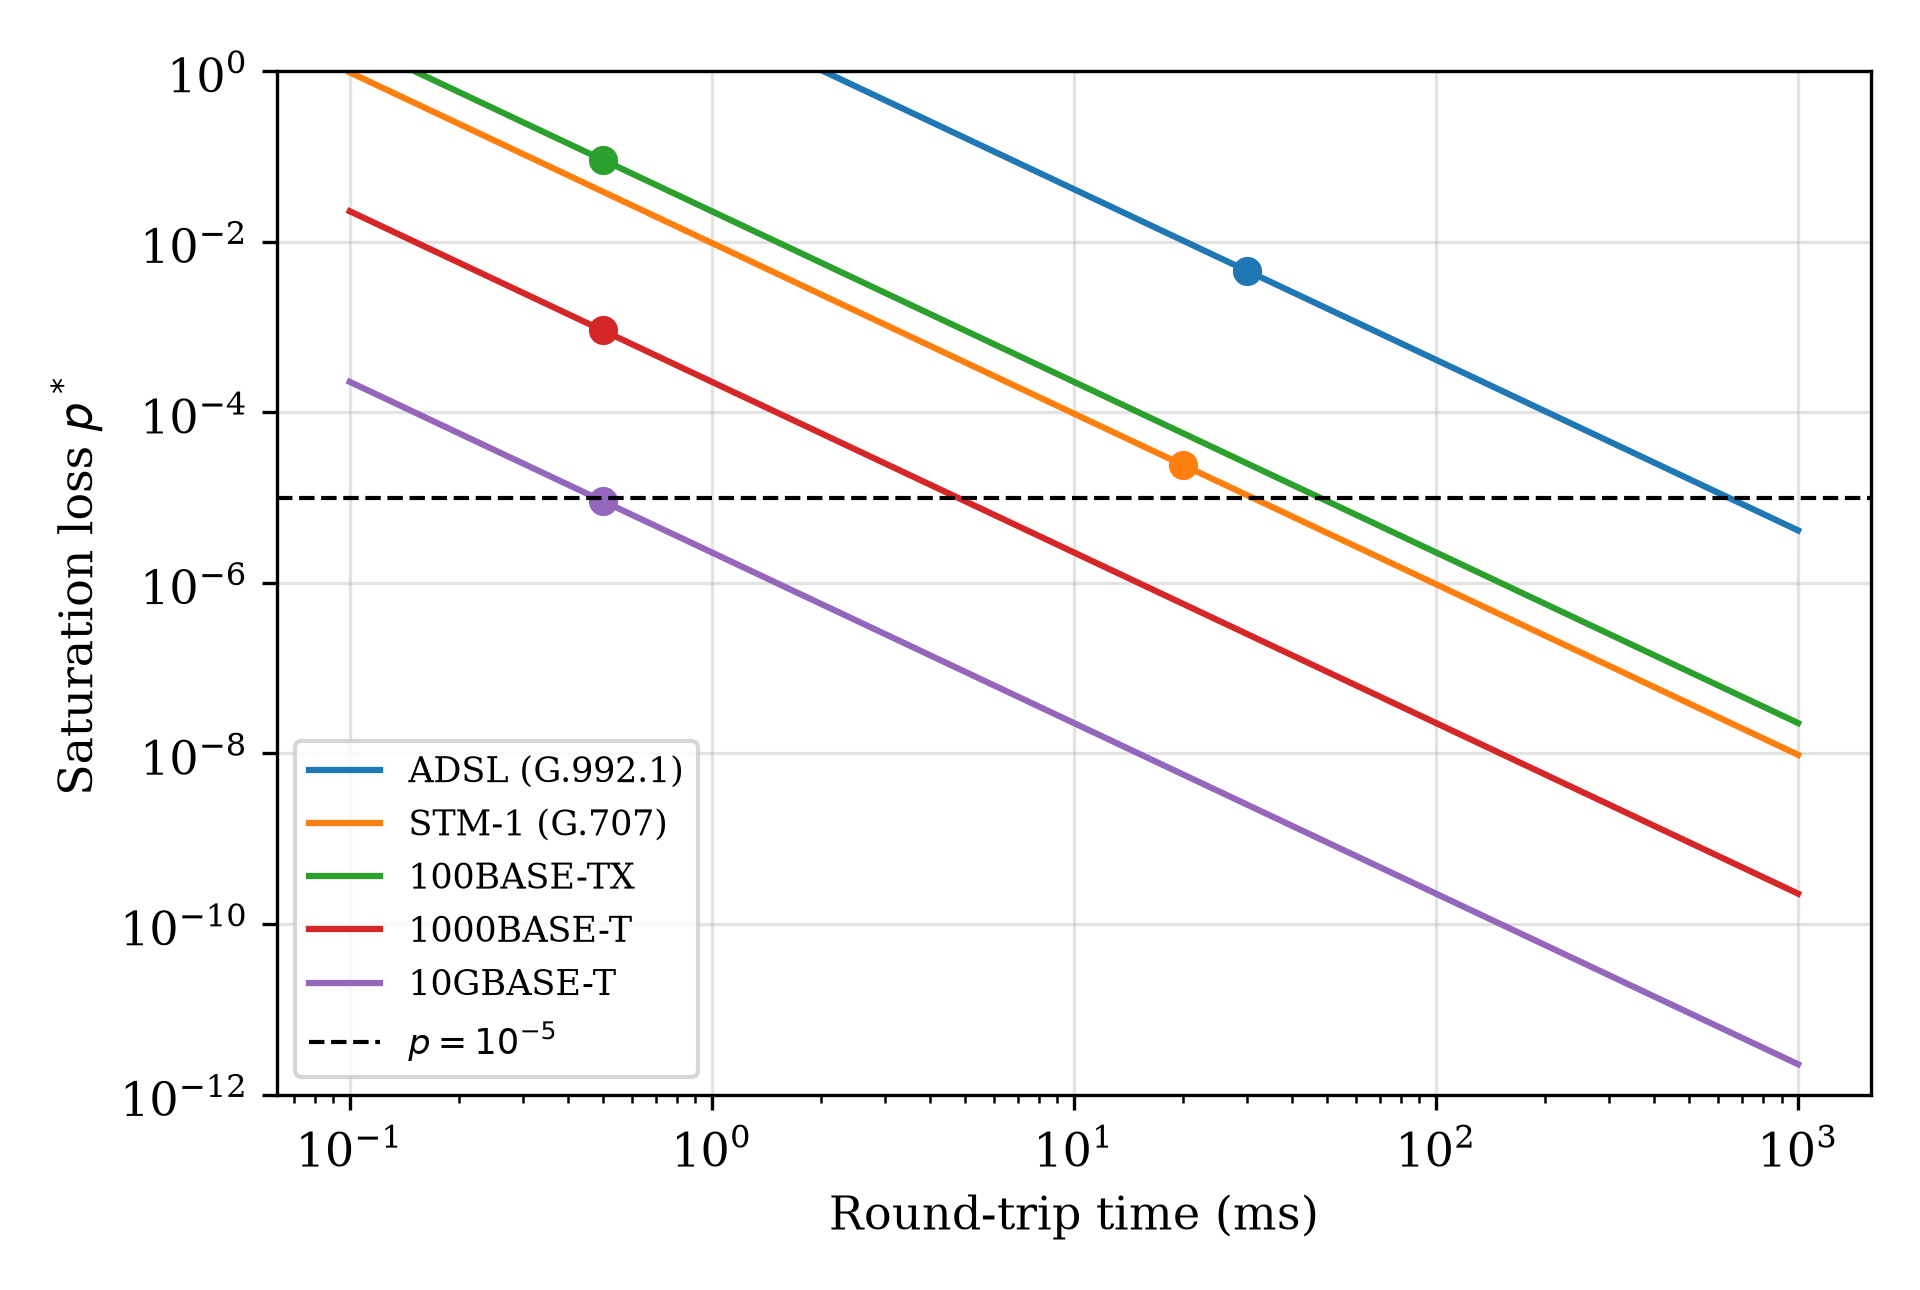 10^0
10^−2
10^−4
10^−6
10^−8
10^−10
10^−12
Saturation loss p*
ADSL (G.992.1)
STM-1 (G.707)
100BASE-TX
1000BASE-T
10GBASE-T
p = 10^−5
10^−1 10^0 10^1 10^2 10^3
Round-trip time (ms)